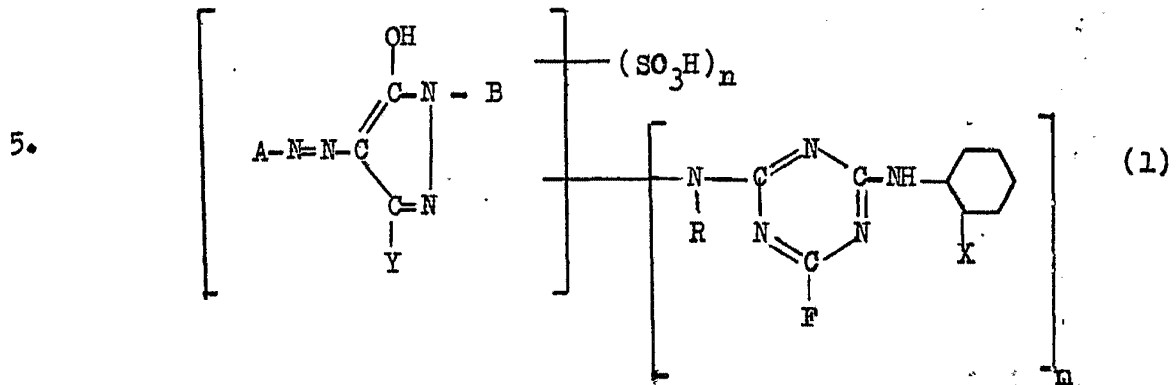 OH
(SO3H)n
C—N — B
5. A—N=N—C (1)
N
N—C C—NH
C=N
R N N X
Y C
F
m